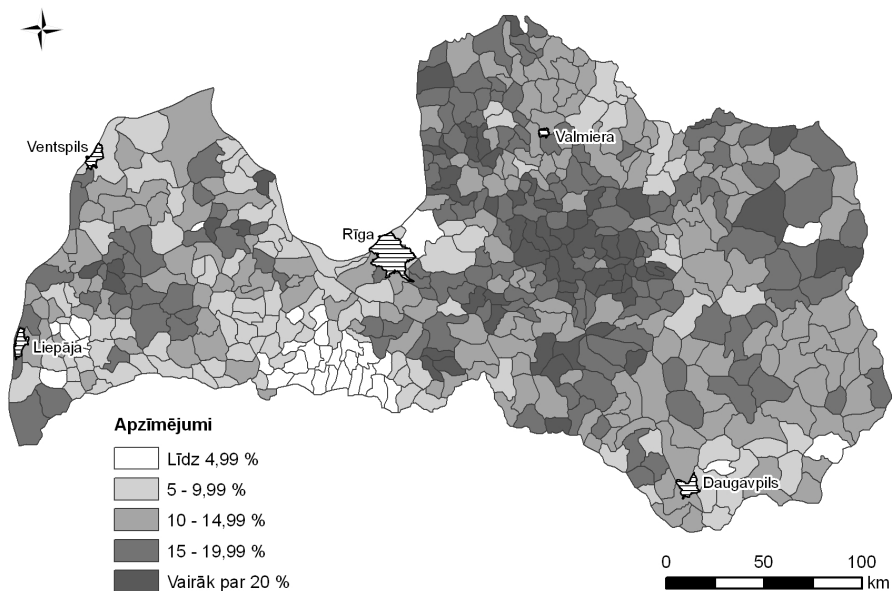 Ventspils
Valmiera
Rīga
Liepāja
Daugavpils
Apzīmējumi
Līdz 4,99 %
5 - 9,99 %
10 - 14,99 %
15 - 19,99 %
Vairāk par 20 %
0 50 100
km